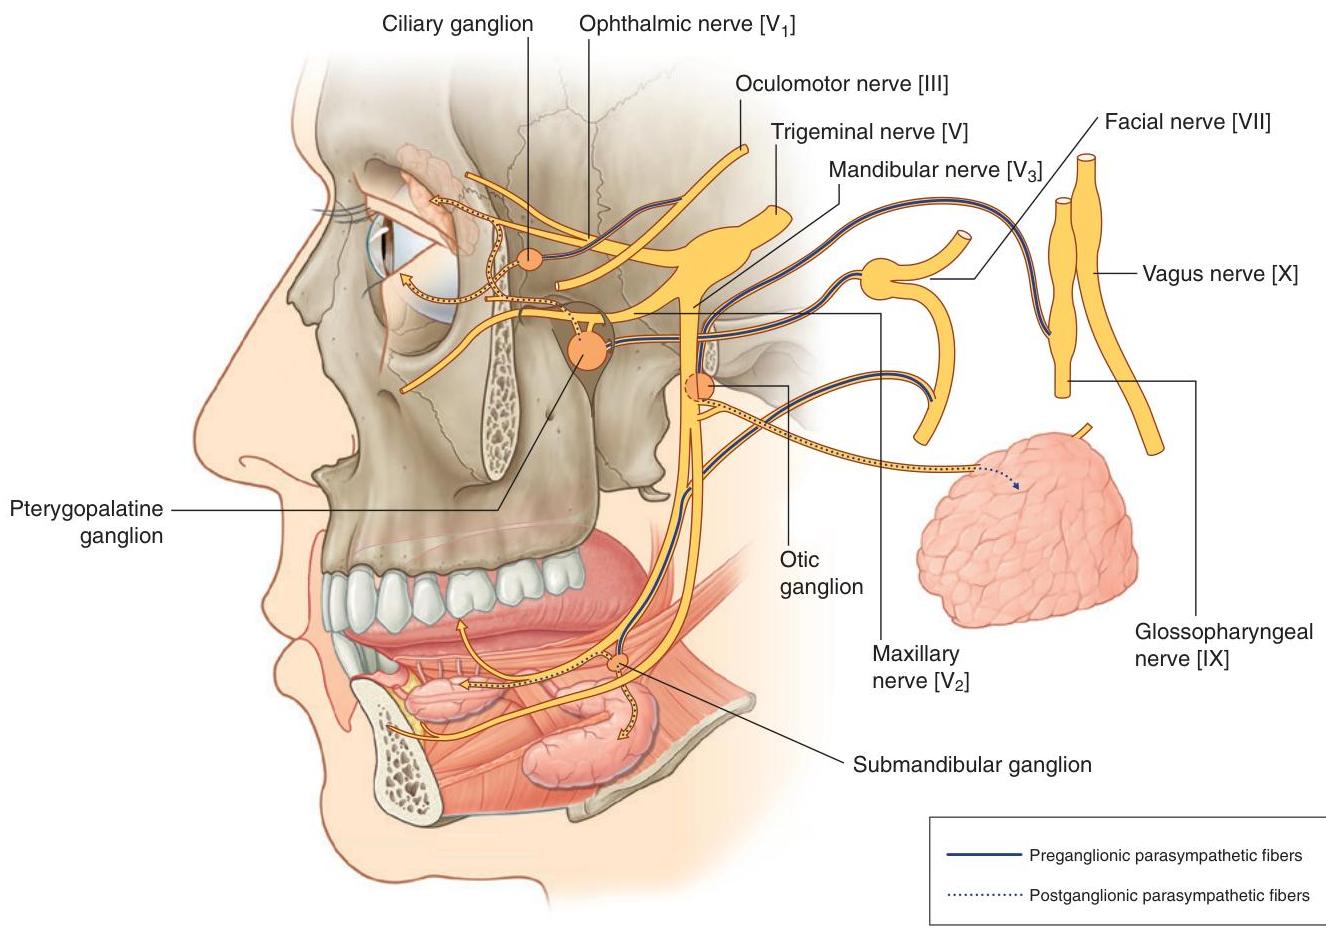 Ciliary ganglion
Ophthalmic nerve [V1]
Oculomotor nerve [III]
Trigeminal nerve [V]
Facial nerve [VII]
Mandibular nerve [V3]
Vagus nerve [X]
Pterygopalatine
ganglion
Otic
ganglion
Glossopharyngeal
nerve [IX]
Maxillary
nerve [V2]
Submandibular ganglion
Preganglionic parasympathetic fibers
Postganglionic parasympathetic fibers